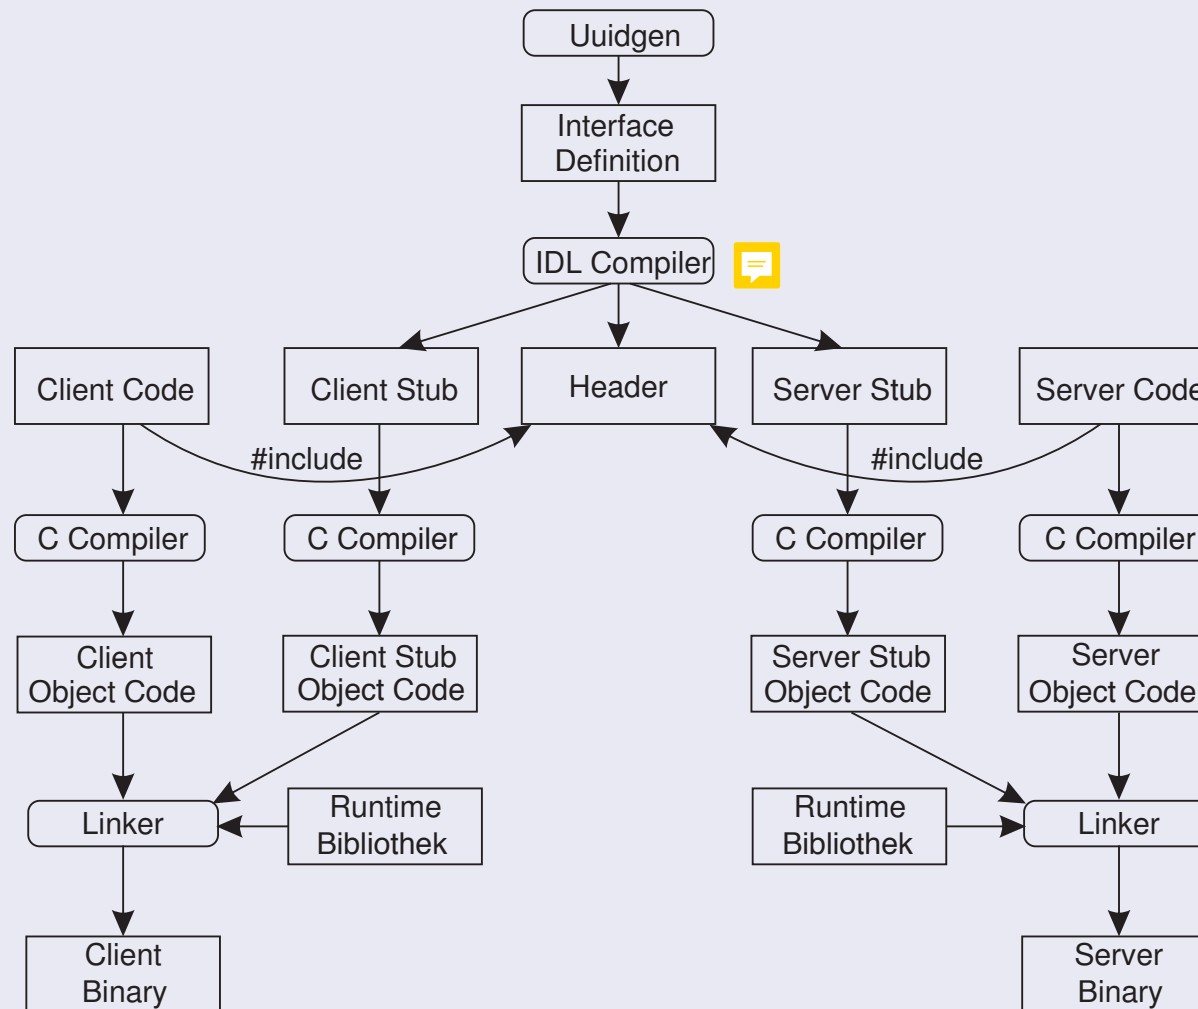 Uuidgen
Interface
Definition
IDL Compiler
Client Code
Client Stub
Header
Server Stub
Server Code
#include
#include
C Compiler
C Compiler
C Compiler
C Compiler
Client
Object Code
Client Stub
Object Code
Server Stub
Object Code
Server
Object Code
Linker
Runtime
Bibliothek
Runtime
Bibliothek
Linker
Client
Binary
Server
Binary